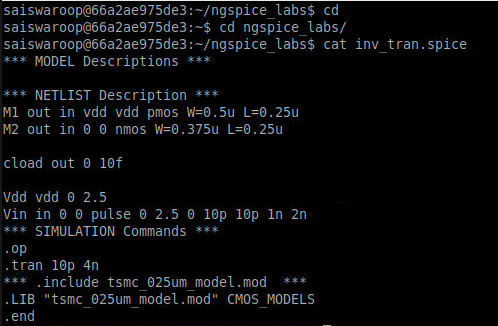 saiswaroop@66a2ae975de3:~/ngspice_labs$ cd
saiswaroop@66a2ae975de3:~$ cd ngspice_labs/
saiswaroop@66a2ae975de3:~/ngspice_labs$ cat inv_tran.spice
*** MODEL Descriptions ***
*** NETLIST Description ***
M1 out in vdd vdd pmos W=0.5u L=0.25u
M2 out in 0 0 nmos W=0.375u L=0.25u
cload out 0 10f
Vdd vdd 0 2.5
Vin in 0 0 pulse 0 2.5 0 10p 10p 1n 2n
*** SIMULATION Commands ***
.op
.tran 10p 4n
*** .include tsmc_025um_model.mod  ***
.LIB "tsmc_025um_model.mod" CMOS_MODELS
.end